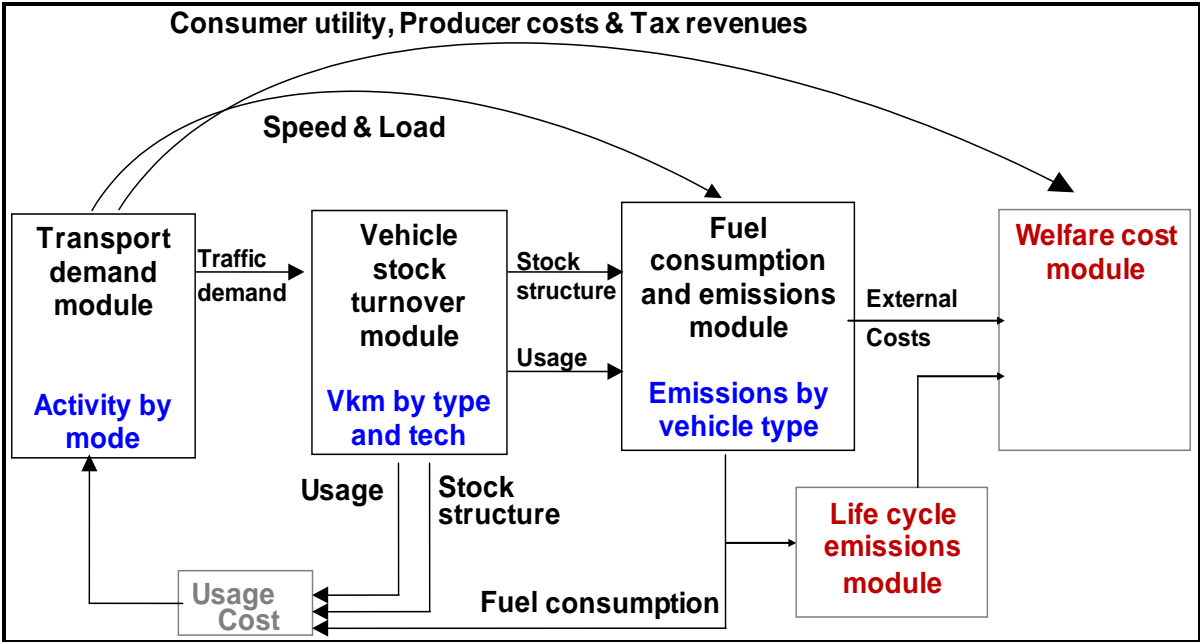 Consumer utility, Producer costs & Tax revenues
Speed & Load
Transport
demand
module
Activity by
mode
Traffic
demand
Vehicle
stock
turnover
module
Vkm by type
and tech
Stock
structure
Usage
Fuel
consumption
and emissions
module
Emissions by
vehicle type
External
Costs
Welfare cost
module
Usage
Stock
structure
Life cycle
emissions
module
Usage
Cost
Fuel consumption